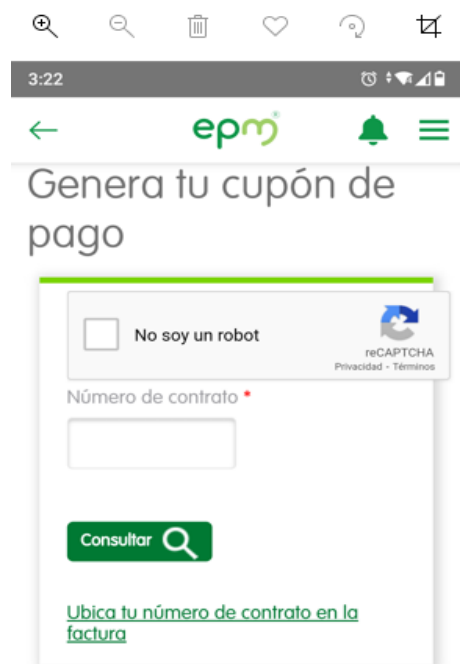 3:22
epm
Genera tu cupón de
pago
No soy un robot
reCAPTCHA
Privacidad - Términos
Número de contrato *
Consultar
Ubica tu número de contrato en la
factura